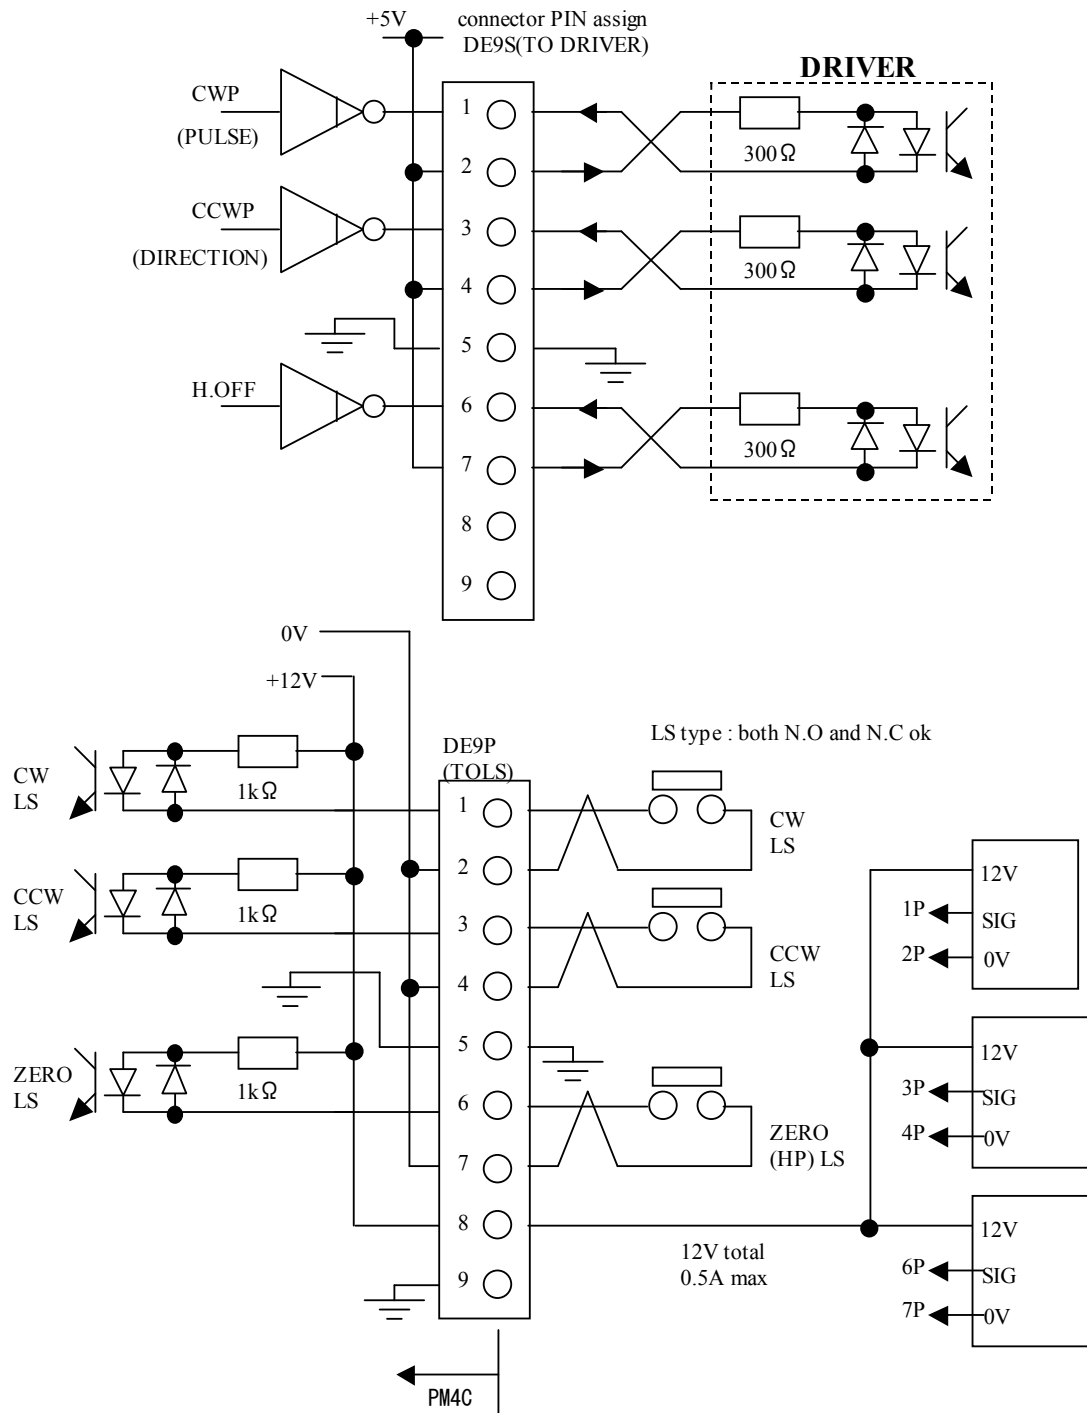 +5V
connector PIN assign
DE9S(TO DRIVER)
DRIVER
CWP
(PULSE)
1
300Ω
2
CCWP
(DIRECTION)
3
300Ω
4
5
H.OFF
6
300Ω
7
8
9
0V
+12V
DE9P
(TOLS)
LS type : both N.O and N.C ok
CW
LS
1kΩ
1
CW
LS
2
CCW
LS
1kΩ
3
CCW
LS
4
5
ZERO
LS
1kΩ
6
ZERO
(HP) LS
7
8
12V total
0.5A max
9
12V
1P
SIG
2P
0V
12V
3P
SIG
4P
0V
12V
6P
SIG
7P
0V
PM4C